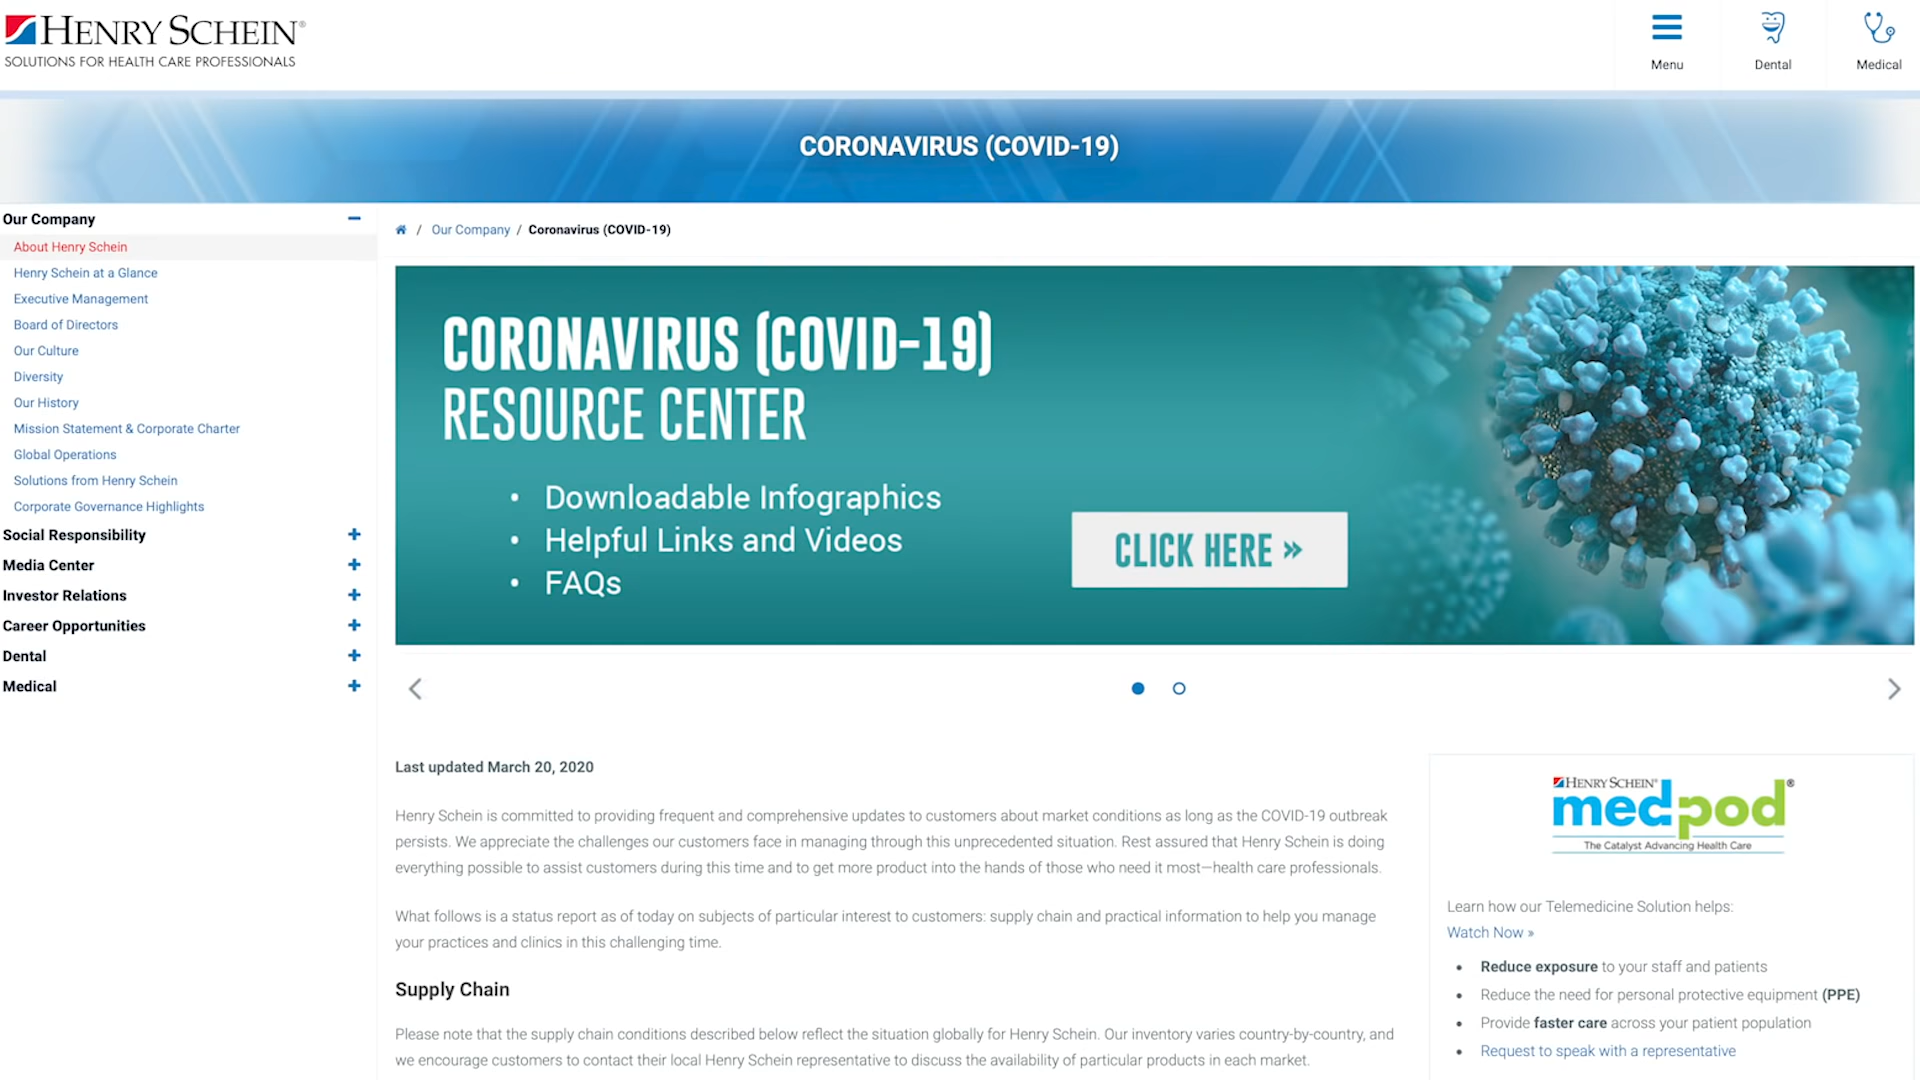 HENRY SCHEIN®
SOLUTIONS FOR HEALTH CARE PROFESSIONALS
Menu
Dental
Medical
CORONAVIRUS (COVID-19)
Our Company
About Henry Schein
Henry Schein at a Glance
Executive Management
Board of Directors
Our Culture
Diversity
Our History
Mission Statement & Corporate Charter
Global Operations
Solutions from Henry Schein
Corporate Governance Highlights
Social Responsibility
Media Center
Investor Relations
Career Opportunities
Dental
Medical
/ Our Company / Coronavirus (COVID-19)
CORONAVIRUS (COVID-19)
RESOURCE CENTER
• Downloadable Infographics
• Helpful Links and Videos
• FAQs
CLICK HERE »
Last updated March 20, 2020
Henry Schein is committed to providing frequent and comprehensive updates to customers about market conditions as long as the COVID-19 outbreak
persists. We appreciate the challenges our customers face in managing through this unprecedented situation. Rest assured that Henry Schein is doing
everything possible to assist customers during this time and to get more product into the hands of those who need it most—health care professionals.
What follows is a status report as of today on subjects of particular interest to customers: supply chain and practical information to help you manage
your practices and clinics in this challenging time.
Supply Chain
Please note that the supply chain conditions described below reflect the situation globally for Henry Schein. Our inventory varies country-by-country, and
we encourage customers to contact their local Henry Schein representative to discuss the availability of particular products in each market.
HENRY SCHEIN®
medpod®
The Catalyst Advancing Health Care
Learn how our Telemedicine Solution helps:
Watch Now »
• Reduce exposure to your staff and patients
• Reduce the need for personal protective equipment (PPE)
• Provide faster care across your patient population
• Request to speak with a representative